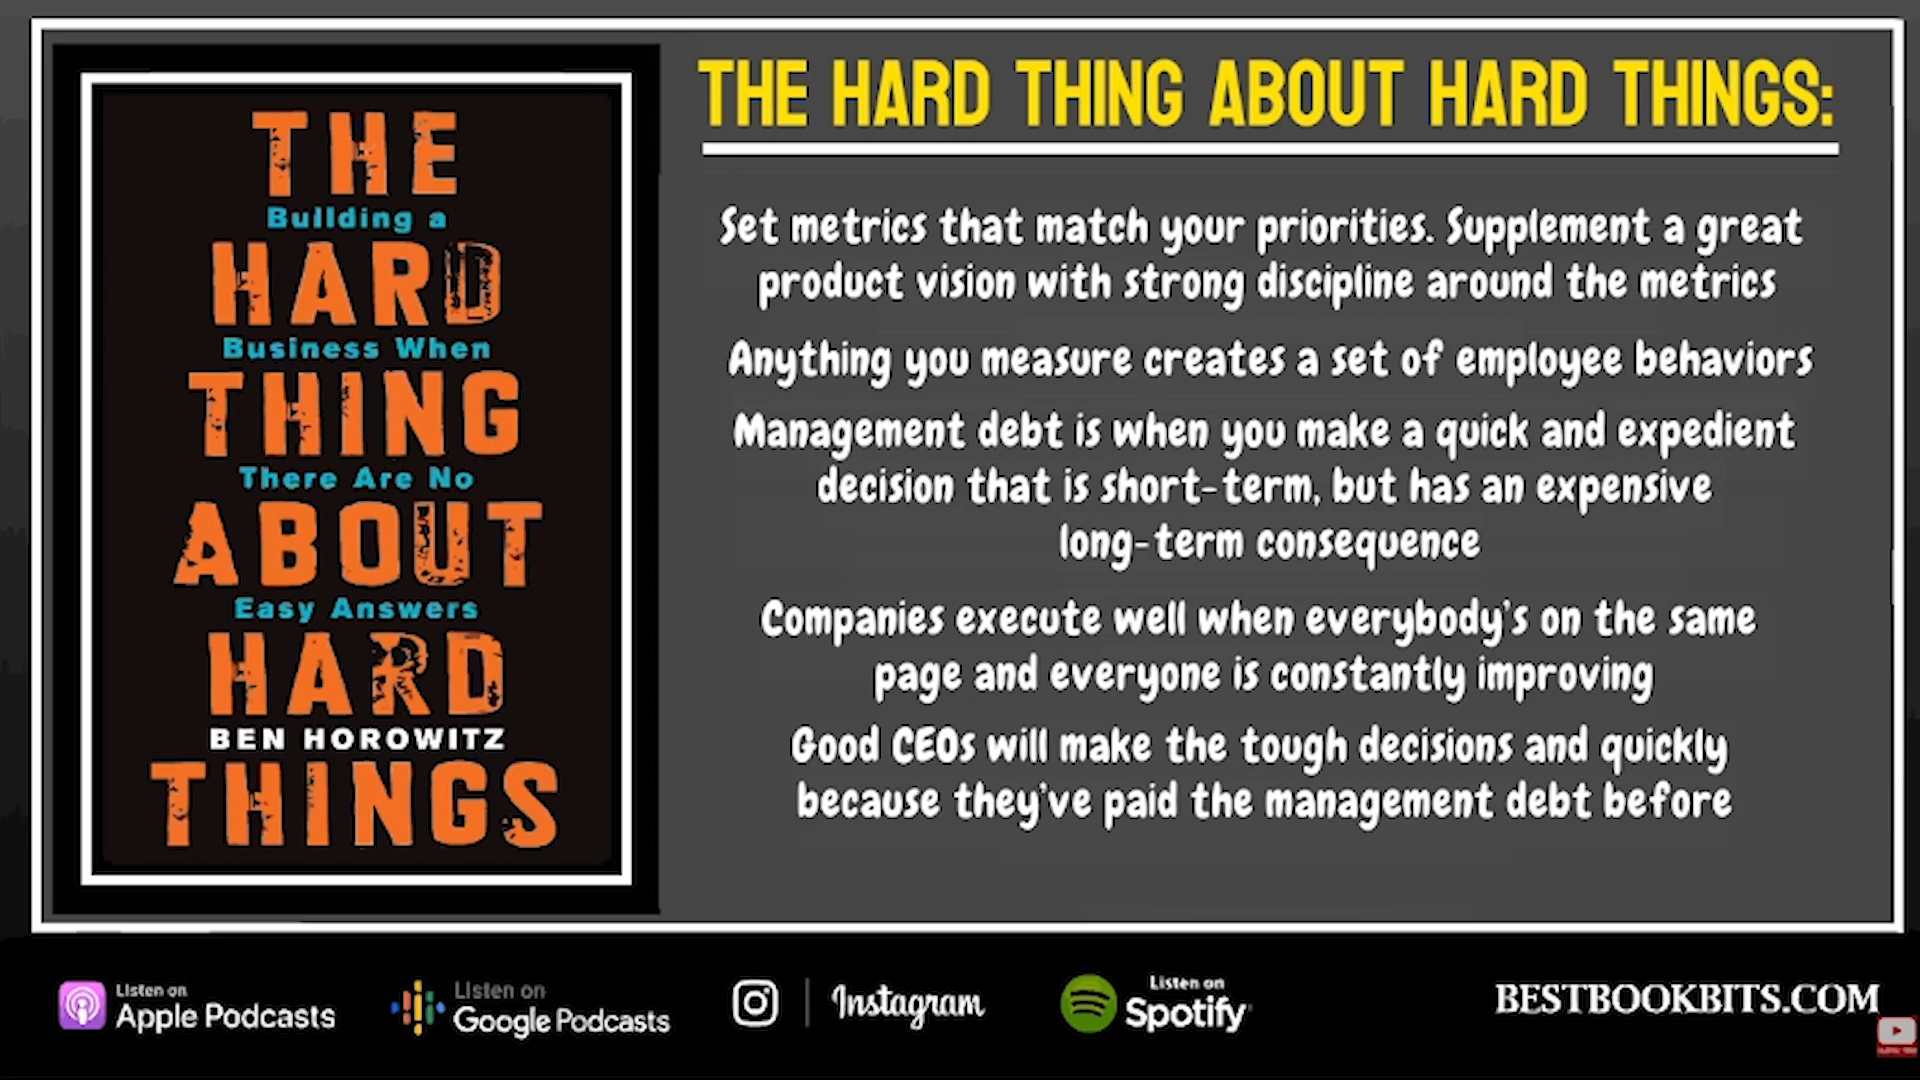 THE
Building a
HARD
Business When
THING
There Are No
ABOUT
Easy Answers
HARD
BEN HOROWITZ
THINGS
THE HARD THING ABOUT HARD THINGS:
Set metrics that match your priorities. Supplement a great
product vision with strong discipline around the metrics
Anything you measure creates a set of employee behaviors
Management debt is when you make a quick and expedient
decision that is short-term, but has an expensive
long-term consequence
Companies execute well when everybody's on the same
page and everyone is constantly improving
Good CEOs will make the tough decisions and quickly
because they've paid the management debt before
Listen on
Apple Podcasts
Listen on
Google Podcasts
Instagram
Listen on
Spotify
BESTBOOKBITS.COM